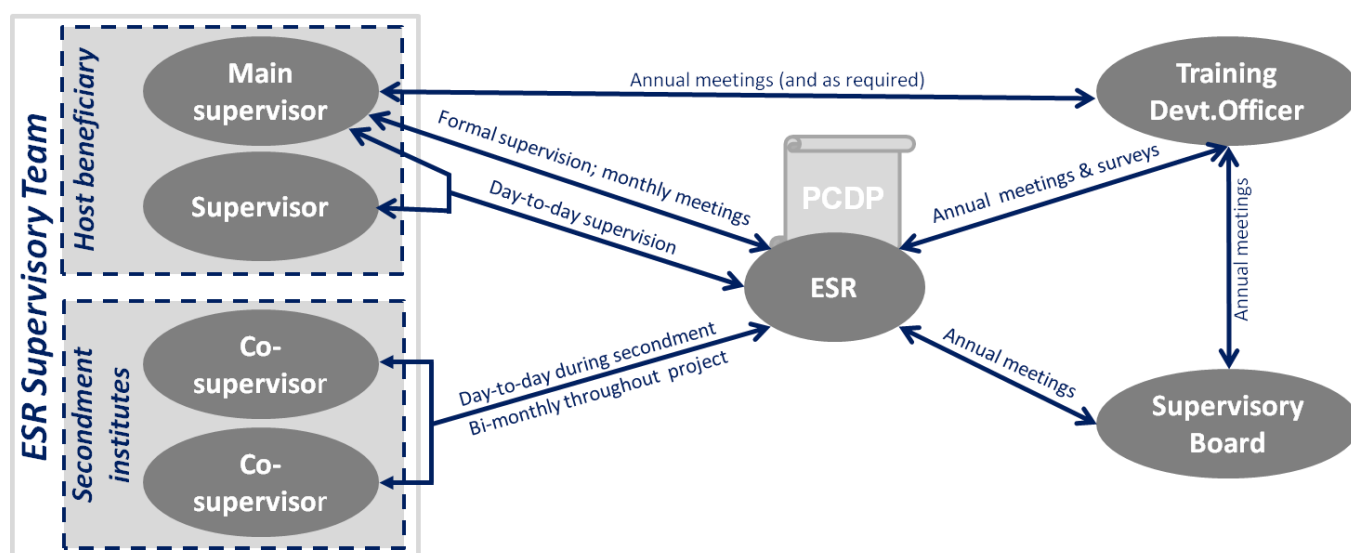 ESR Supervisory Team
Host beneficiary
Main
supervisor
Supervisor
Secondment
institutes
Co-
supervisor
Co-
supervisor
Annual meetings (and as required)
Formal supervision; monthly meetings
Day-to-day supervision
Day-to-day during secondment
Bi-monthly throughout project
PCDP
ESR
Annual meetings & surveys
Annual meetings
Training
Devt.Officer
Annual meetings
Supervisory
Board